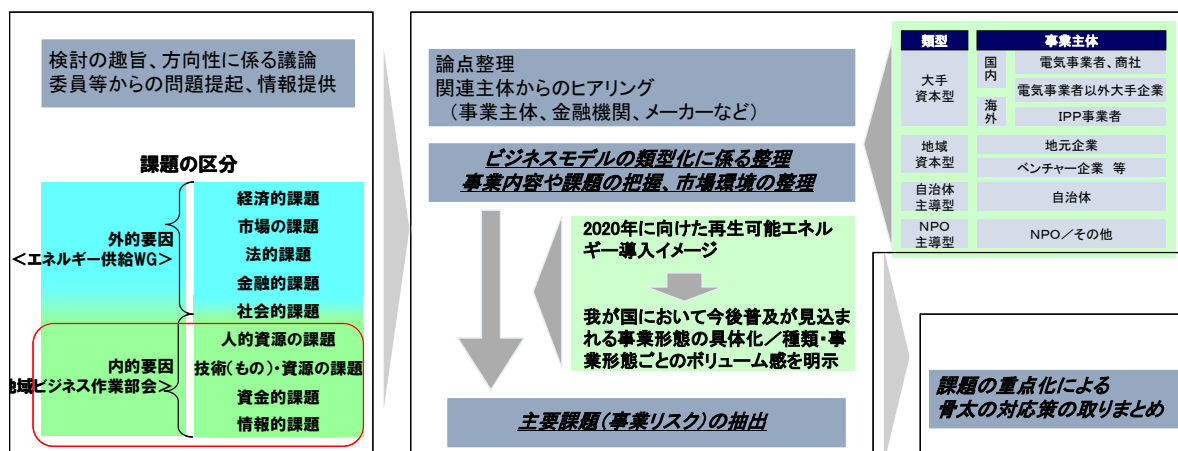 検討の趣旨、方向性に係る議論
委員等からの問題提起、情報提供
課題の区分
外的要因
＜エネルギー供給WG＞
経済的課題
市場の課題
法的課題
金融的課題
社会的課題
内的要因
地域ビジネス作業部会＞
人的資源の課題
技術(もの)・資源の課題
資金的課題
情報的課題
論点整理
関連主体からのヒアリング
（事業主体、金融機関、メーカーなど）
ビジネスモデルの類型化に係る整理
事業内容や課題の把握、市場環境の整理
2020年に向けた再生可能エネル
ギー導入イメージ
我が国において今後普及が見込ま
れる事業形態の具体化／種類・事
業形態ごとのボリューム感を明示
主要課題（事業リスク）の抽出
類型
事業主体
大手
資本型
国内
電気事業者、商社
電気事業者以外大手企業
海外
IPP事業者
地域
資本型
地元企業
ベンチャー企業 等
自治体
主導型
自治体
NPO
主導型
NPO／その他
課題の重点化による
骨太の対応策の取りまとめ